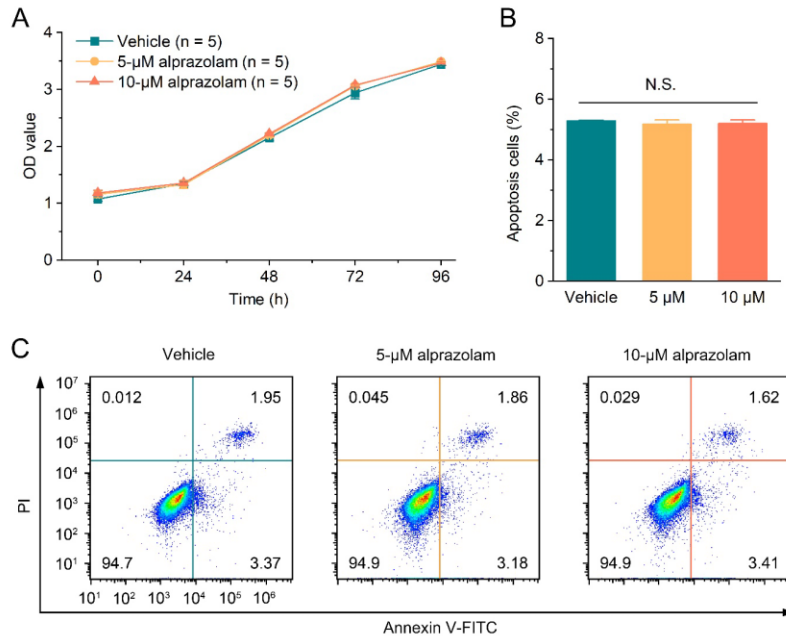 A
Vehicle (n = 5)
5-μM alprazolam (n = 5)
10-μM alprazolam (n = 5)
OD value
4
3
2
1
0
0 24 48 72 96
Time (h)
B
N.S.
Apoptosis cells (%)
8
6
4
2
0
Vehicle 5 μM 10 μM
C
Vehicle 5-μM alprazolam 10-μM alprazolam
PI
10⁷
10⁶
10⁵
10⁴
10³
10²
10¹
0.012 1.95
94.7 3.37
0.045 1.86
94.9 3.18
0.029 1.62
94.9 3.41
10¹ 10² 10³ 10⁴ 10⁵ 10⁶
Annexin V-FITC